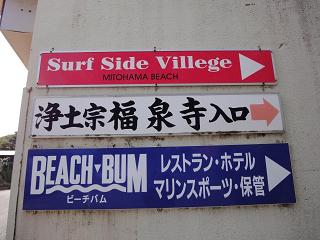 Surf Side Villege
MITOHAMA BEACH
浄土宗福泉寺入口
BEACH BUM
ビーチバム
レストラン・ホテル
マリンスポーツ・保管